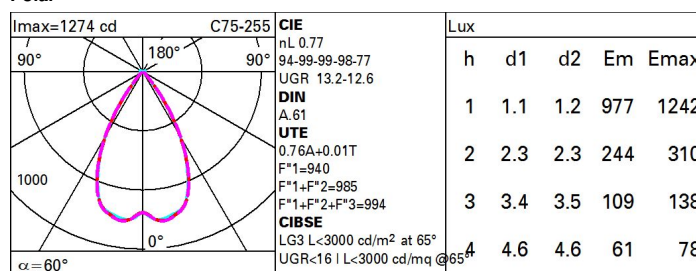 Imax=1274 cd C75-255
90° 180° 90°
1000
0°
α=60°
CIE
nL 0.77
94-99-99-98-77
UGR 13.2-12.6
DIN
A.61
UTE
0.76A+0.01T
F"1=940
F"1+F"2=985
F"1+F"2+F"3=994
CIBSE
LG3 L<3000 cd/m² at 65°
UGR<16 | L<3000 cd/mq @65°
Lux
h d1 d2 Em Emax
1 1.1 1.2 977 1242
2 2.3 2.3 244 310
3 3.4 3.5 109 138
4 4.6 4.6 61 78